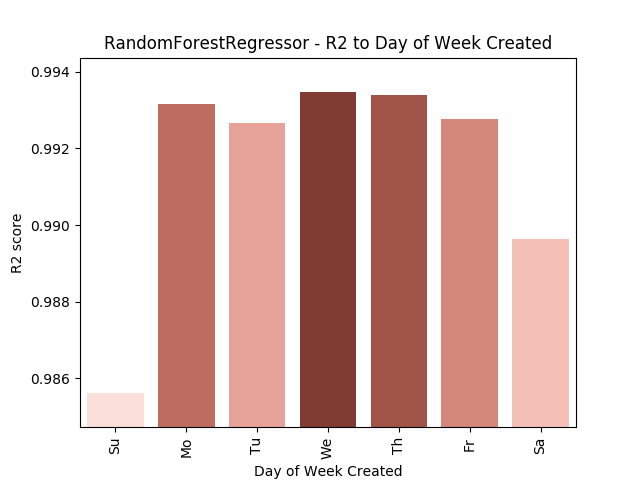 RandomForestRegressor - R2 to Day of Week Created
0.994
0.992
0.990
0.988
0.986
R2 score
Su
Mo
Tu
We
Th
Fr
Sa
Day of Week Created